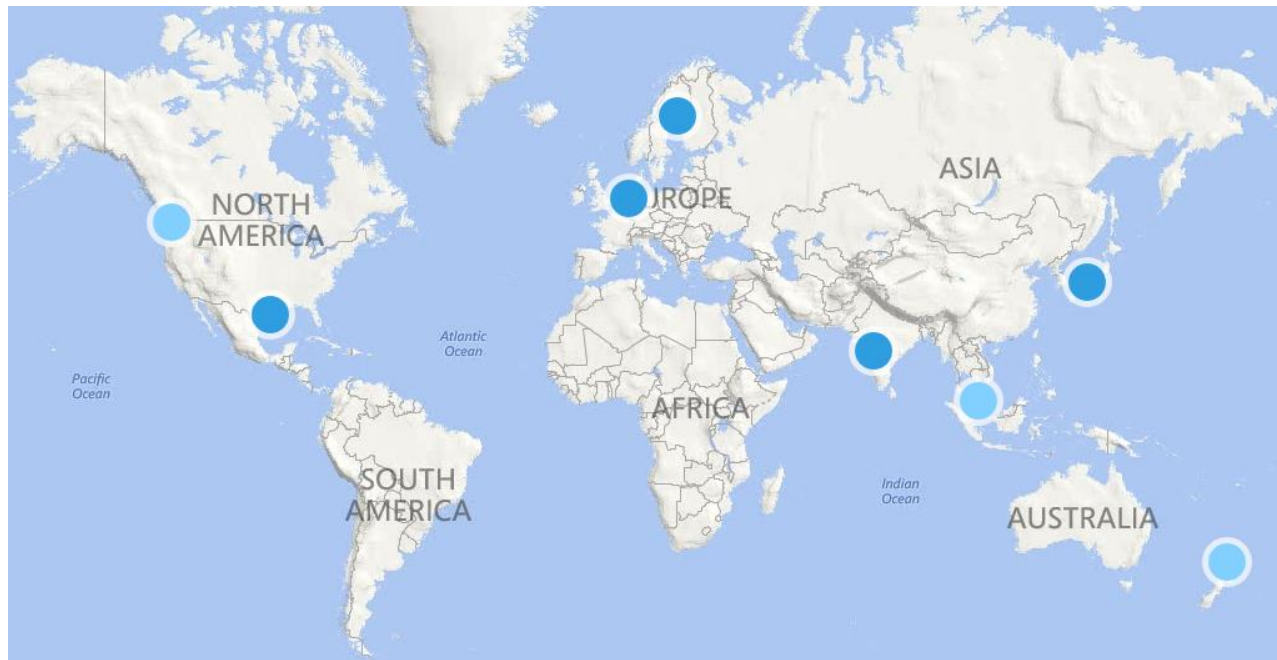 NORTH
AMERICA
UROPE
ASIA
Atlantic
Ocean
Pacific
Ocean
AFRICA
SOUTH
AMERICA
Indian
Ocean
AUSTRALIA